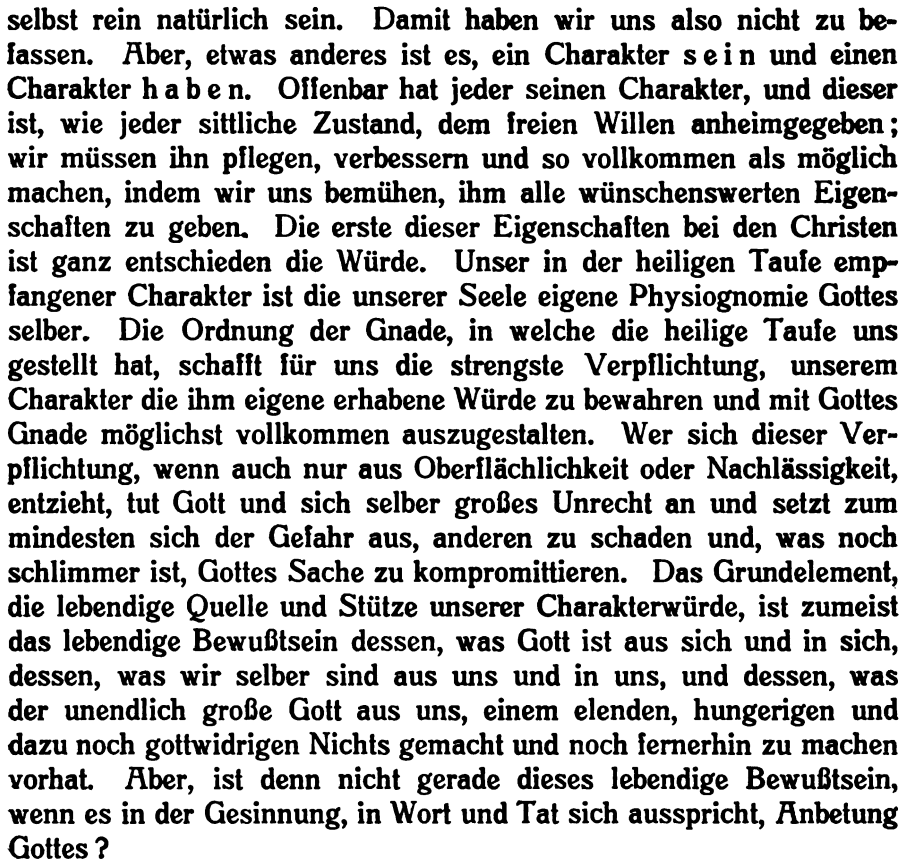 selbst rein natürlich sein. Damit haben wir uns also nicht zu be-
fassen. Aber, etwas anderes ist es, ein Charakter sein und einen
Charakter haben. Offenbar hat jeder seinen Charakter, und dieser
ist, wie jeder sittliche Zustand, dem freien Willen anheimgegeben;
wir müssen ihn pflegen, verbessern und so vollkommen als möglich
machen, indem wir uns bemühen, ihm alle wünschenswerten Eigen-
schaften zu geben. Die erste dieser Eigenschaften bei den Christen
ist ganz entschieden die Würde. Unser in der heiligen Taufe emp-
fangener Charakter ist die unserer Seele eigene Physiognomie Gottes
selber. Die Ordnung der Gnade, in welche die heilige Taufe uns
gestellt hat, schafft für uns die strengste Verpflichtung, unserem
Charakter die ihm eigene erhabene Würde zu bewahren und mit Gottes
Gnade möglichst vollkommen auszugestalten. Wer sich dieser Ver-
pflichtung, wenn auch nur aus Oberflächlichkeit oder Nachlässigkeit,
entzieht, tut Gott und sich selber großes Unrecht an und setzt zum
mindesten sich der Gefahr aus, anderen zu schaden und, was noch
schlimmer ist, Gottes Sache zu kompromittieren. Das Grundelement,
die lebendige Quelle und Stütze unserer Charakterwürde, ist zumeist
das lebendige Bewußtsein dessen, was Gott ist aus sich und in sich,
dessen, was wir selber sind aus uns und in uns, und dessen, was
der unendlich große Gott aus uns, einem elenden, hungerigen und
dazu noch gottwidrigen Nichts gemacht und noch fernerhin zu machen
vorhat. Aber, ist denn nicht gerade dieses lebendige Bewußtsein,
wenn es in der Gesinnung, in Wort und Tat sich ausspricht, Anbetung
Gottes?